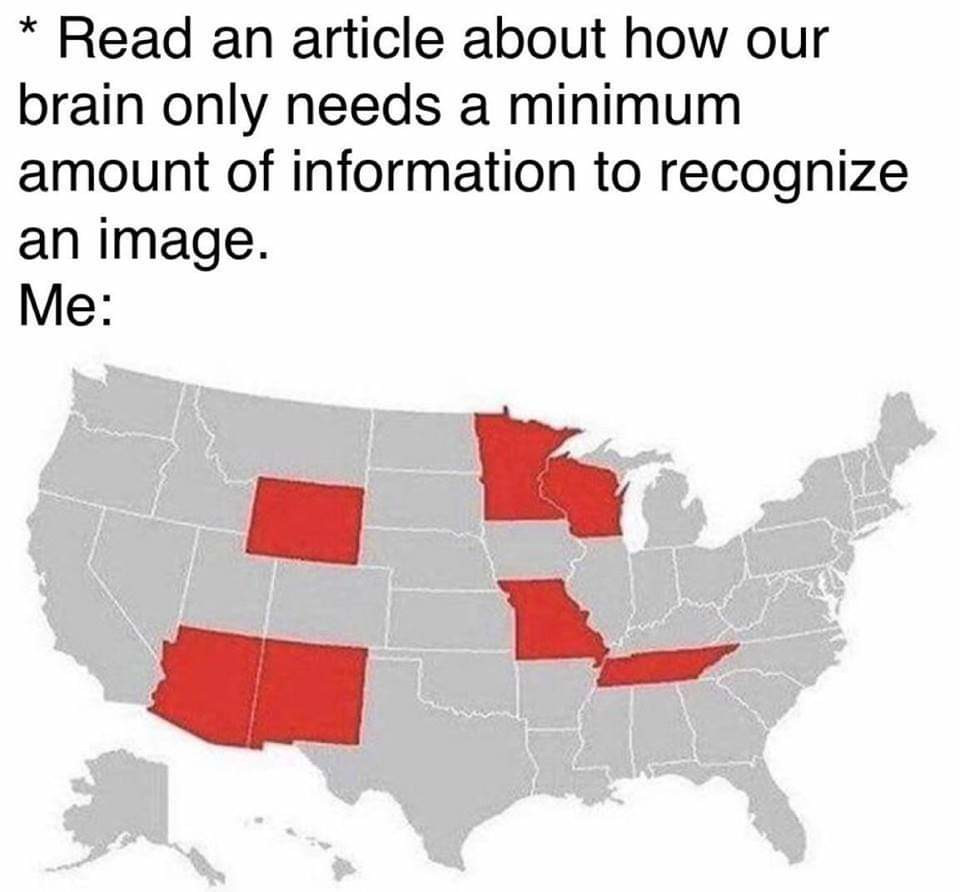 * Read an article about how our
brain only needs a minimum
amount of information to recognize
an image.
Me: